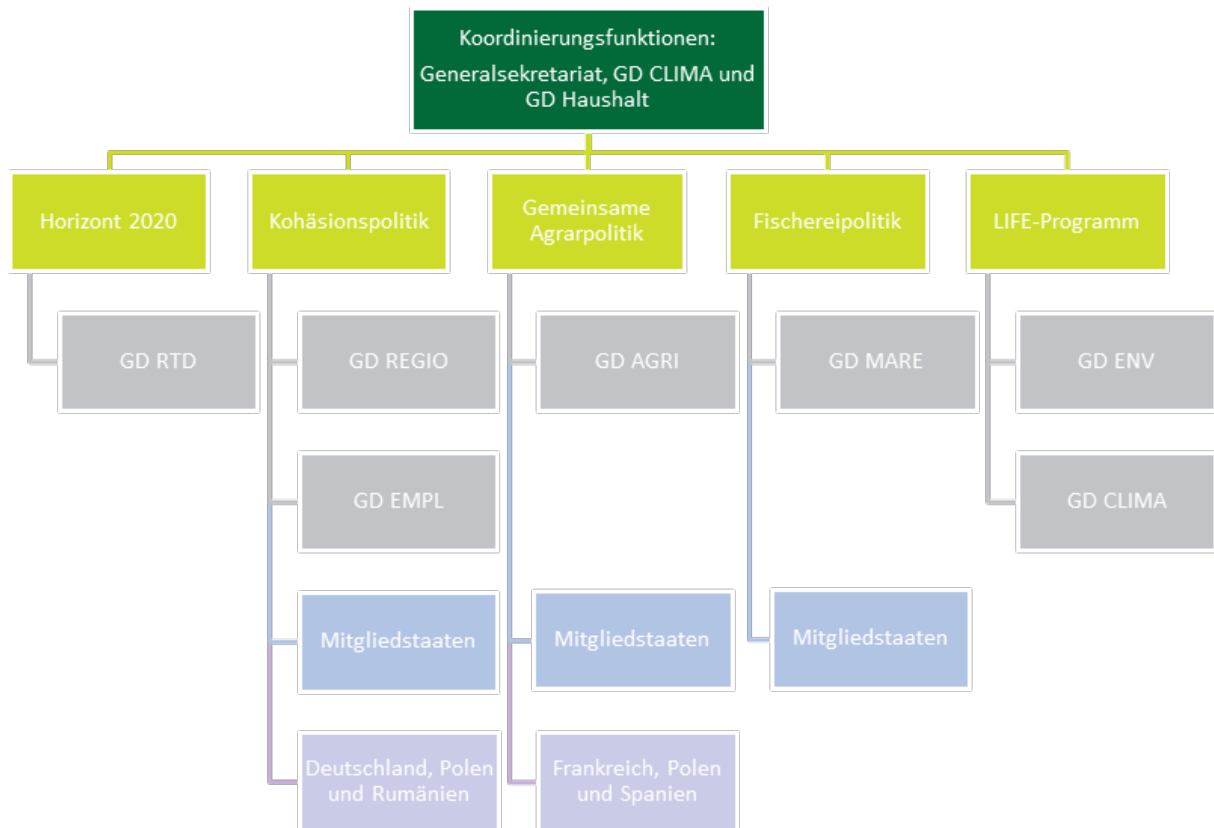 Koordinierungsfunktionen:
Generalsekretariat, GD CLIMA und
GD Haushalt
Horizont 2020
Kohäsionspolitik
Gemeinsame
Agrarpolitik
Fischereipolitik
LIFE-Programm
GD RTD
GD REGIO
GD AGRI
GD MARE
GD ENV
GD EMPL
GD CLIMA
Mitgliedstaaten
Mitgliedstaaten
Mitgliedstaaten
Deutschland, Polen
und Rumänien
Frankreich, Polen
und Spanien